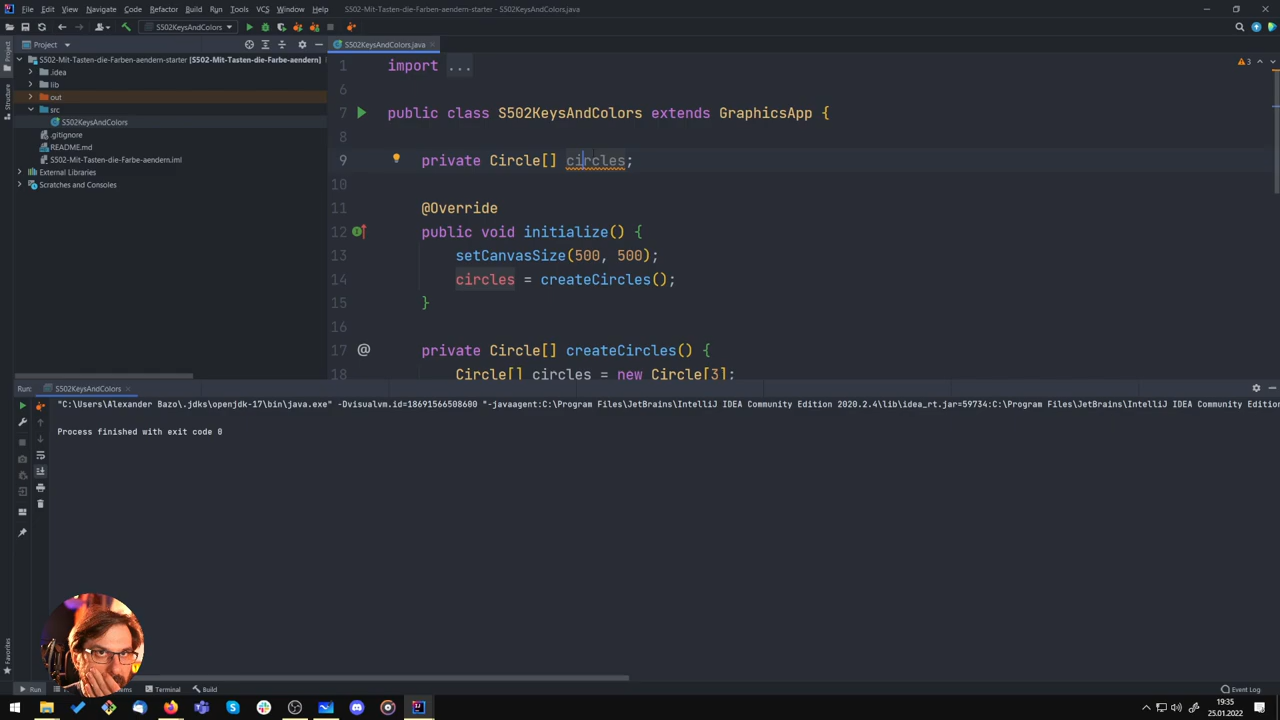 File Edit View Navigate Code Refactor Build Run Tools VCS Window Help S502-Mit-Tasten-die-Farben-aendern-starter - S502KeysAndColors.java
S502KeysAndColors
Project
Project S502KeysAndColors.java
S502-Mit-Tasten-die-Farben-aendern-starter [S502-Mit-Tasten-die-Farbe-aendern]
.idea
lib
out
src
S502KeysAndColors
.gitignore
README.md
S502-Mit-Tasten-die-Farbe-aendern.iml
External Libraries
Scratches and Consoles
Structure
3
1 import ...
6
7 public class S502KeysAndColors extends GraphicsApp {
8
9 private Circle[] circles;
10
11 @Override
12 public void initialize() {
13 setCanvasSize(500, 500);
14 circles = createCircles();
15 }
16
17 @ private Circle[] createCircles() {
18 Circle[] circles = new Circle[3];
Run: S502KeysAndColors
"C:\Users\Alexander Bazo\.jdks\openjdk-17\bin\java.exe" -Dvisualvm.id=18691566508600 "-javaagent:C:\Program Files\JetBrains\IntelliJ IDEA Community Edition 2020.2.4\lib\idea_rt.jar=59734:C:\Program Files\JetBrains\IntelliJ IDEA Community Edition
Process finished with exit code 0
Favorites
Run Terminal Build Event Log
19:35
25.01.2022